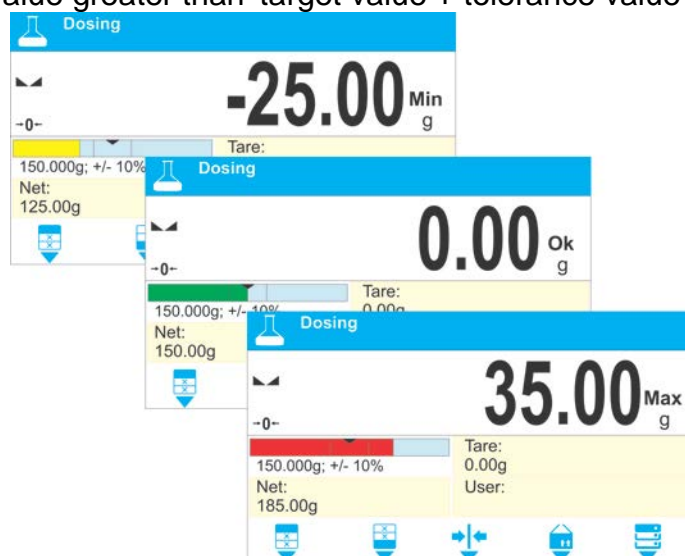 value greater than target value + tolerance value
Dosing
-25.00 Min
g
→0←
Tare:
150.000g; +/- 10%
Net:
125.00g
Dosing
0.00 Ok
g
→0←
Tare:
0.00g
150.000g; +/- 10%
Net:
150.00g
Dosing
35.00 Max
g
→0←
Tare:
0.00g
150.000g; +/- 10%
Net:
185.00g
User: